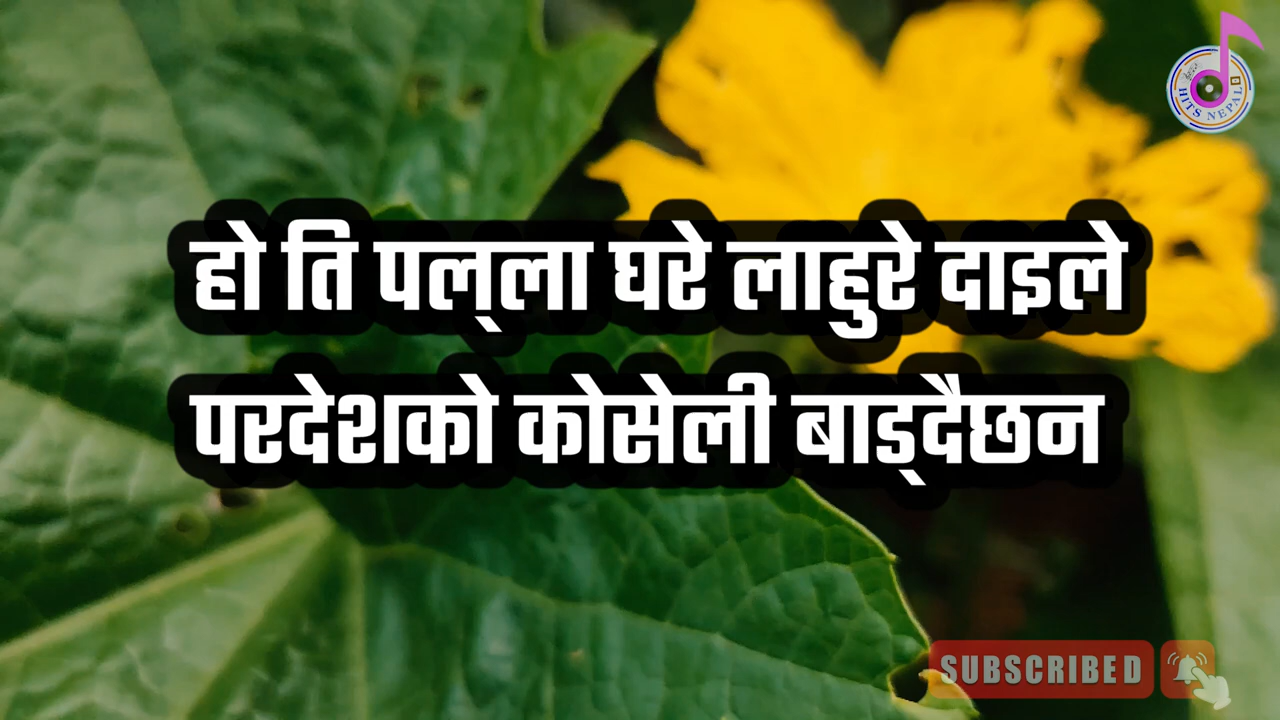 HITS NEPAL
हो ति पल्‌ला घरे लाहुरे दाइले
परदेशको कोसेली बाड्‌दैछन
SUBSCRIBED